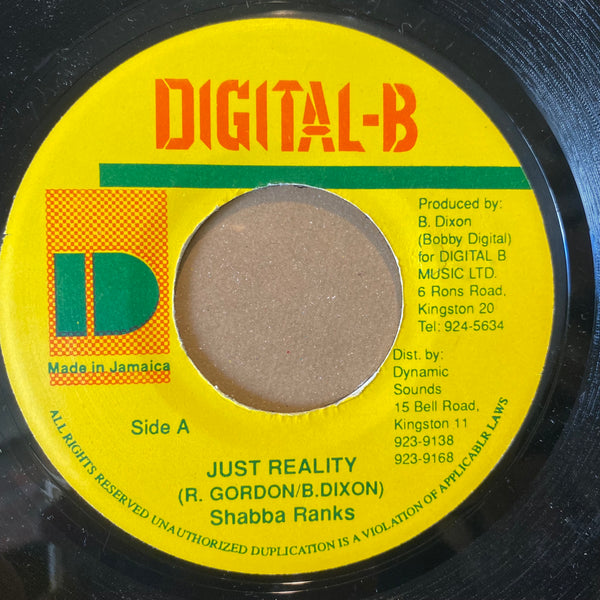 DIGITAL-B
Produced by:
B. Dixon
(Bobby Digital)
for DIGITAL B
MUSIC LTD.
6 Rons Road,
Kingston 20
Tel: 924-5634
D
Made in Jamaica
Dist. by:
Dynamic
Sounds
15 Bell Road,
Kingston 11
923-9138
923-9168
Side A
JUST REALITY
(R. GORDON/B.DIXON)
Shabba Ranks
ALL RIGHTS RESERVED UNAUTHORIZED DUPLICATION IS A VIOLATION OF APPLICABLR LAWS